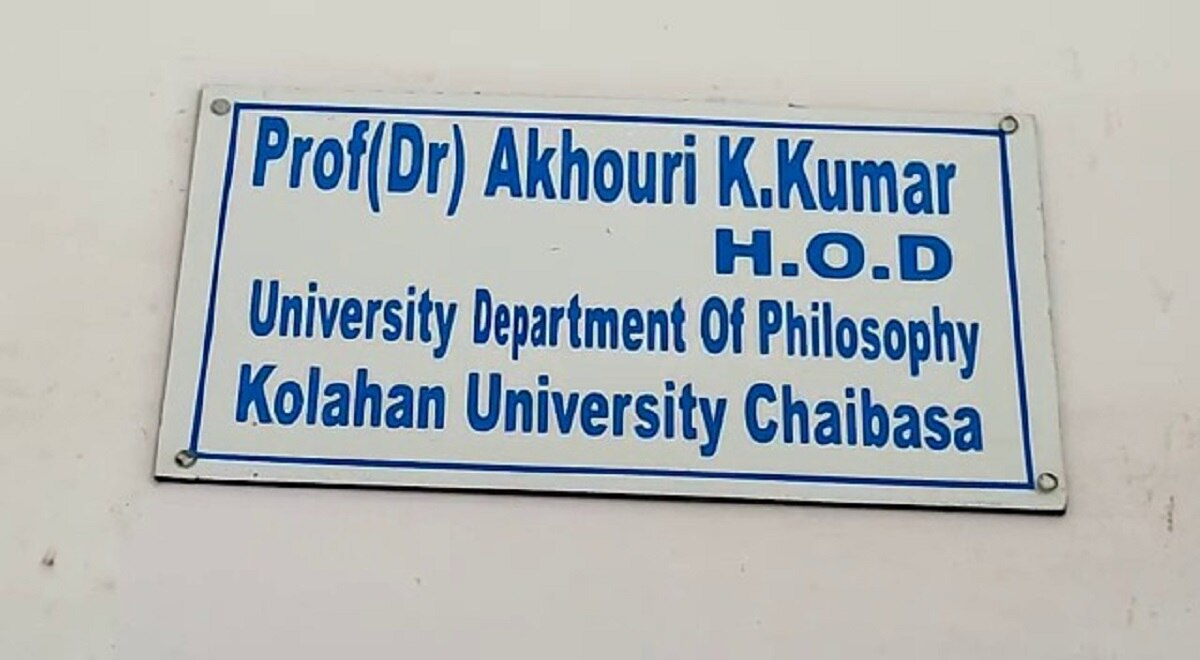 Prof(Dr) Akhouri K.Kumar
H.O.D
University Department Of Philosophy
Kolahan University Chaibasa